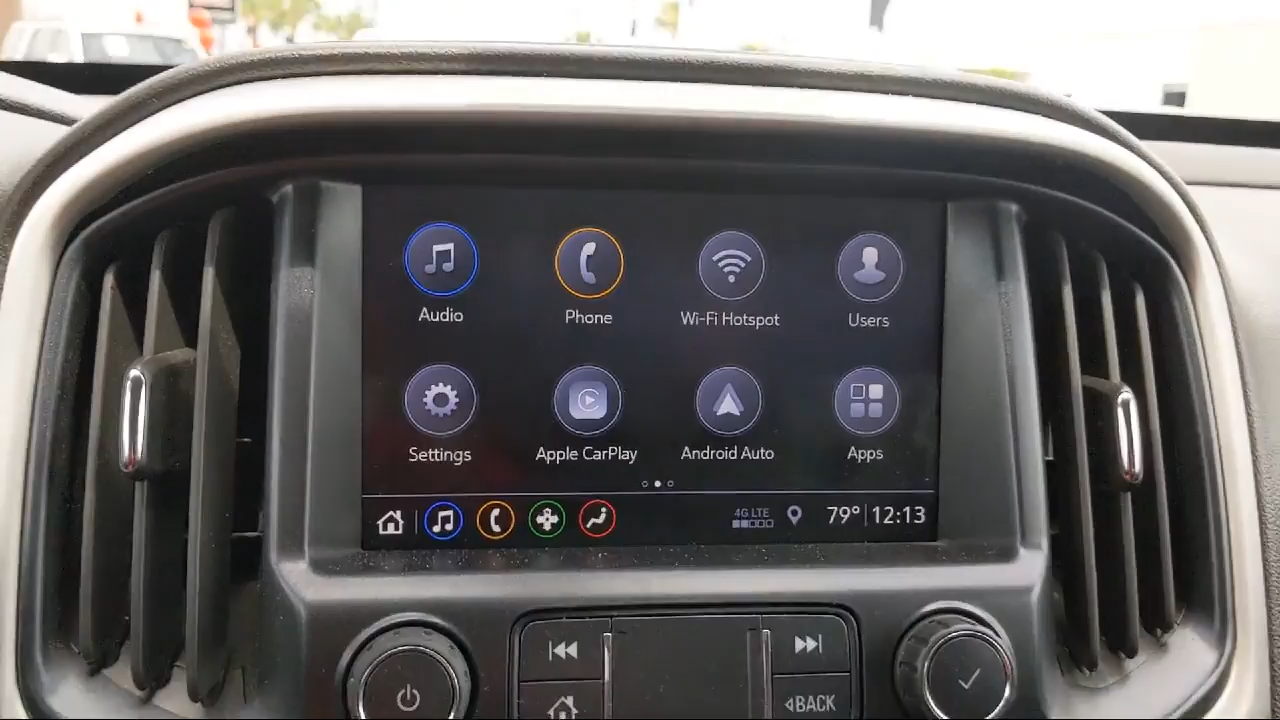 Audio
Phone
Wi-Fi Hotspot
Users
Settings
Apple CarPlay
Android Auto
Apps
4G LTE
79° 12:13
BACK